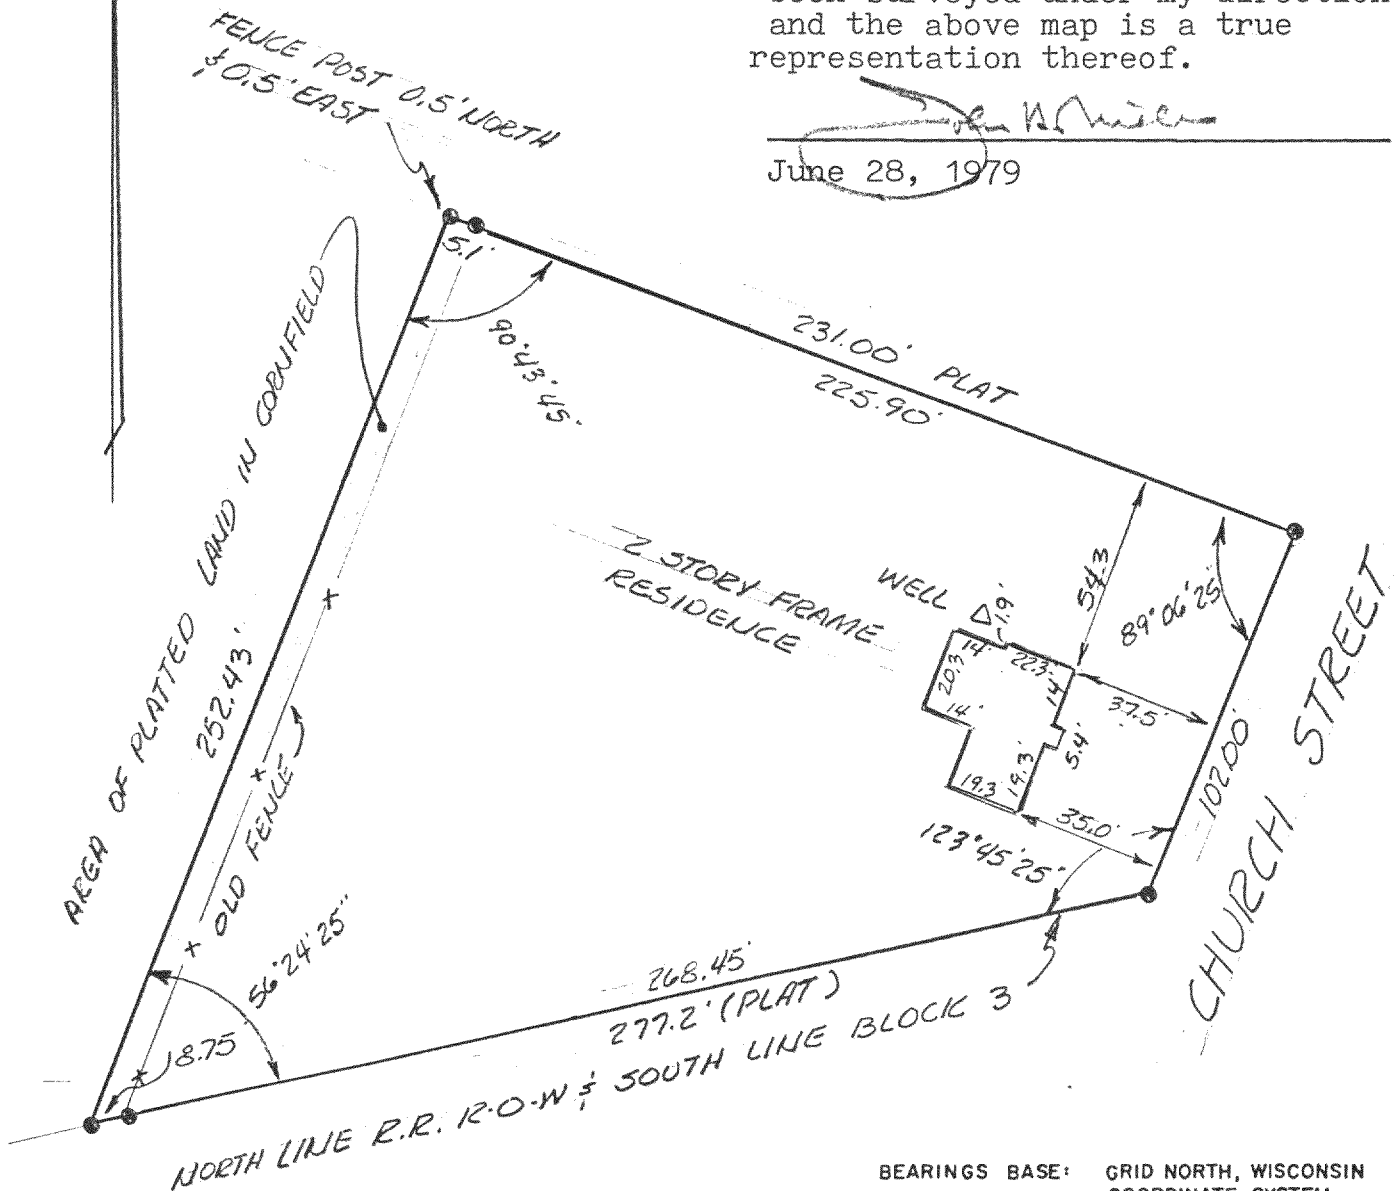 and the above map is a true
representation thereof.
June 28, 1979
FENCE POST 0.5' NORTH
& 0.5' EAST
5.1'
90°43'45"
231.00' PLAT
225.90'
AREA OF PLATTED LAND IN CORNFIELD
252.43'
OLD FENCE
2 STORY FRAME
RESIDENCE
WELL
1.9'
54.3
89°06'25"
14'
22.3'
20.3
14'
14'
37.5'
5.4'
19.3'
19.3'
35.0'
102.00'
CHURCH STREET
123°45'25"
56°24'25"
8.75'
268.45'
277.2' (PLAT)
NORTH LINE R.R. R-O-W & SOUTH LINE BLOCK 3
BEARINGS BASE: GRID NORTH, WISCONSIN